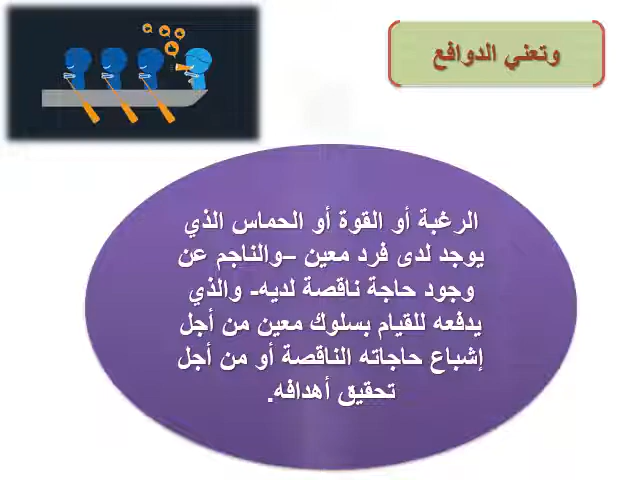 وتعني الدوافع
الرغبة أو القوة أو الحماس الذي
يوجد لدى فرد معين –والناجم عن
وجود حاجة ناقصة لديه- والذي
يدفعه للقيام بسلوك معين من أجل
إشباع حاجاته الناقصة أو من أجل
تحقيق أهدافه.